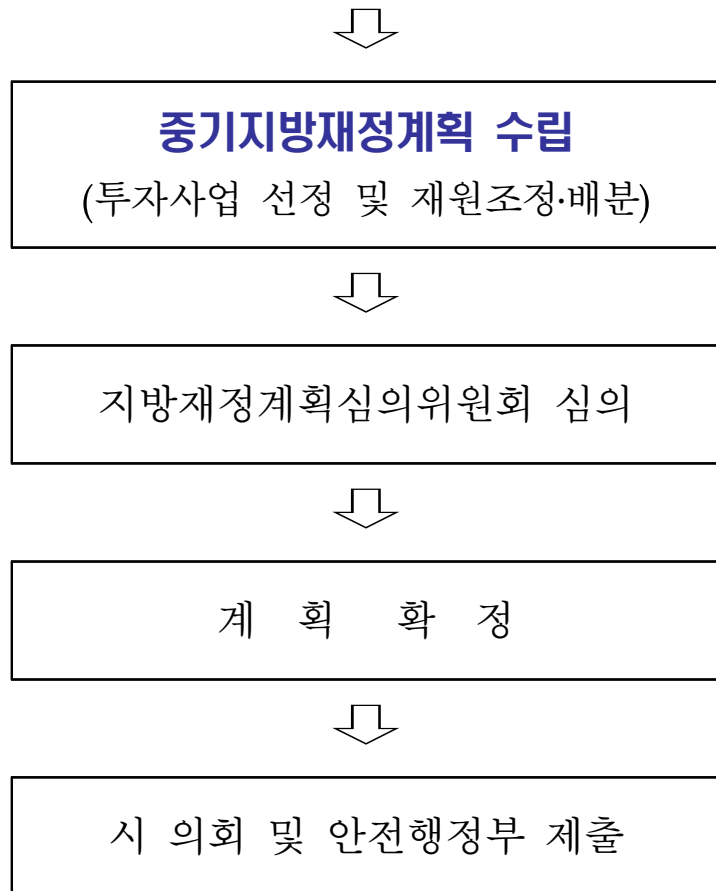 중기지방재정계획 수립
(투자사업 선정 및 재원조정·배분)
지방재정계획심의위원회 심의
계 획 확 정
시 의회 및 안전행정부 제출